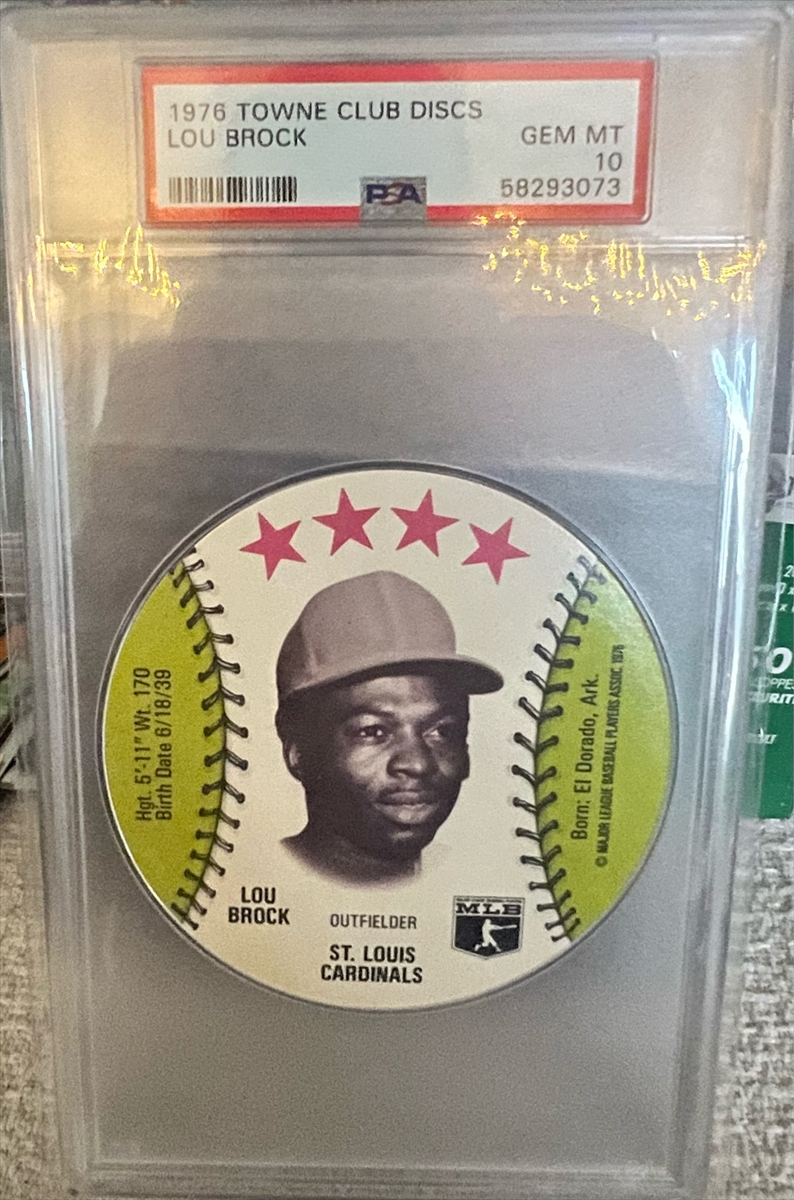 1976 TOWNE CLUB DISCS
LOU BROCK GEM MT
10
PSA 58293073
Hgt. 5'-11" Wt. 170
Birth Date 6/18/39
Born: El Dorado, Ark.
© MAJOR LEAGUE BASEBALL PLAYERS ASSOC. 1976
LOU
BROCK
OUTFIELDER
MLB
ST. LOUIS
CARDINALS